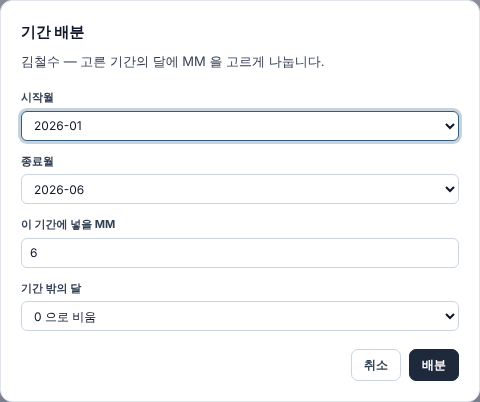 기간 배분
김철수 — 고른 기간의 달에 MM 을 고르게 나눕니다.
시작월
2026-01
종료월
2026-06
이 기간에 넣을 MM
6
기간 밖의 달
0 으로 비움
취소
배분